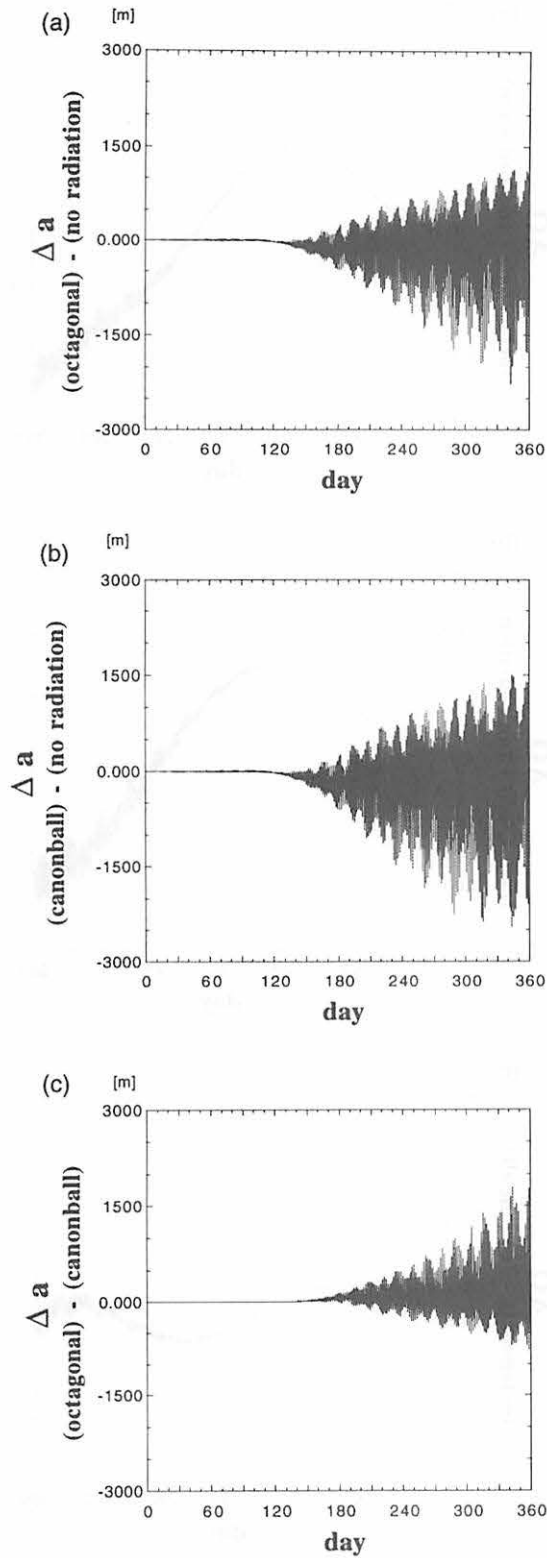 (a) [m]
3000
1500
0.000
-1500
-3000
Δ a
(octagonal) - (no radiation)
0 60 120 180 240 300 360
day
(b) [m]
3000
1500
0.000
-1500
-3000
Δ a
(canonball) - (no radiation)
0 60 120 180 240 300 360
day
(c) [m]
3000
1500
0.000
-1500
-3000
Δ a
(octagonal) - (canonball)
0 60 120 180 240 300 360
day